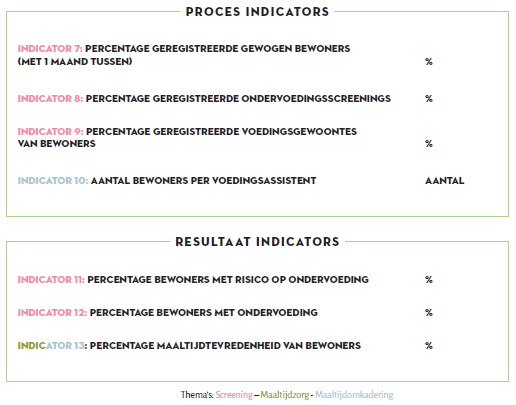 PROCES INDICATORS
INDICATOR 7: PERCENTAGE GEREGISTREERDE GEWOGEN BEWONERS
(MET 1 MAAND TUSSEN) %
INDICATOR 8: PERCENTAGE GEREGISTREERDE ONDERVOEDINGSSCREENINGS %
INDICATOR 9: PERCENTAGE GEREGISTREERDE VOEDINGSGEWOONTES
VAN BEWONERS %
INDICATOR 10: AANTAL BEWONERS PER VOEDINGSASSISTENT AANTAL
RESULTAAT INDICATORS
INDICATOR 11: PERCENTAGE BEWONERS MET RISICO OP ONDERVOEDING %
INDICATOR 12: PERCENTAGE BEWONERS MET ONDERVOEDING %
INDICATOR 13: PERCENTAGE MAALTIJDTEVREDENHEID VAN BEWONERS %
Thema's: Screening – Maaltijdzorg - Maaltijdomkadering